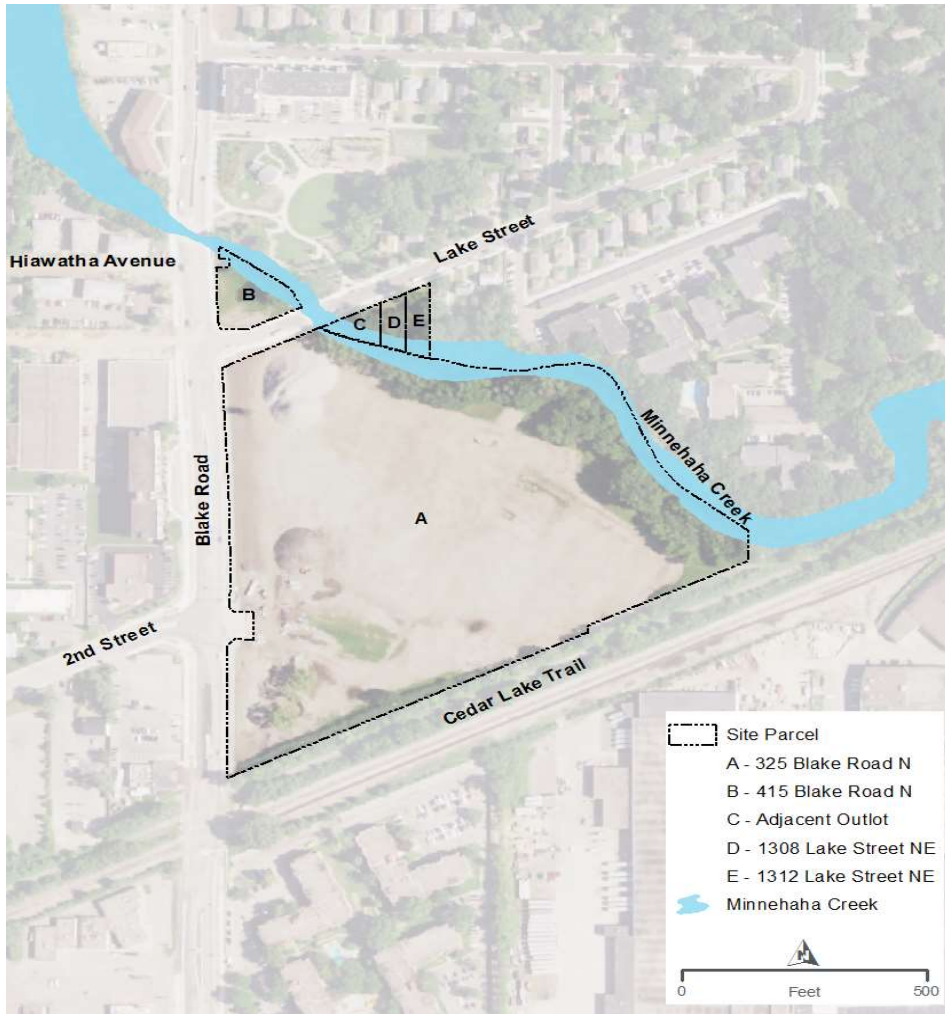 Hiawatha Avenue
Lake Street
B
C
D
E
Minnehaha Creek
Blake Road
A
2nd Street
Cedar Lake Trail
Site Parcel
A - 325 Blake Road N
B - 415 Blake Road N
C - Adjacent Outlot
D - 1308 Lake Street NE
E - 1312 Lake Street NE
Minnehaha Creek
N
0 500
Feet